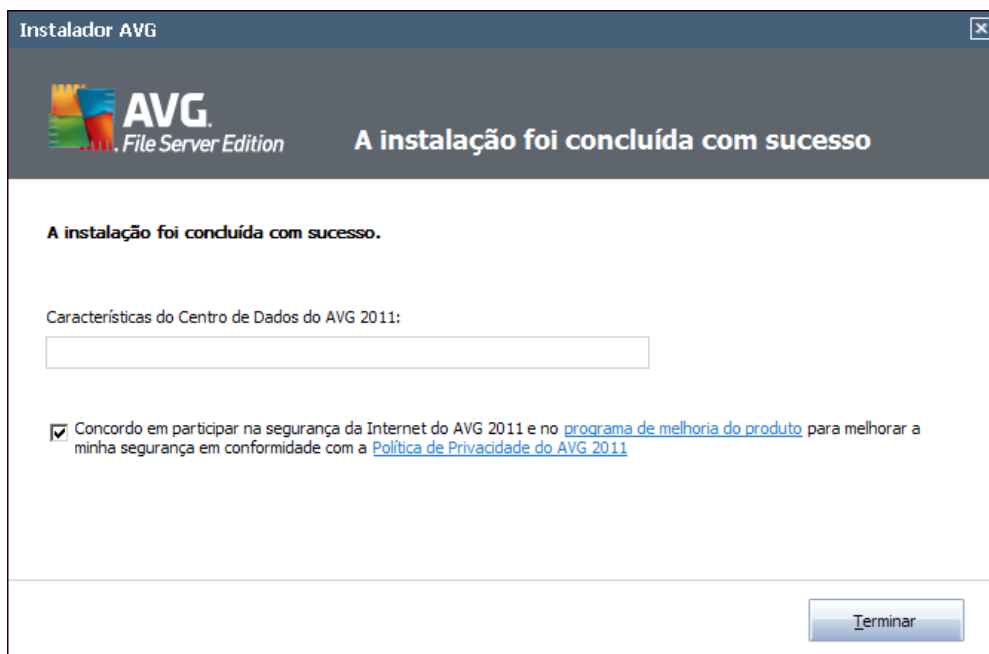 Instalador AVG
AVG.
File Server Edition
A instalação foi concluída com sucesso
A instalação foi concluída com sucesso.
Características do Centro de Dados do AVG 2011:
Concordo em participar na segurança da Internet do AVG 2011 e no programa de melhoria do produto para melhorar a
minha segurança em conformidade com a Política de Privacidade do AVG 2011
Terminar